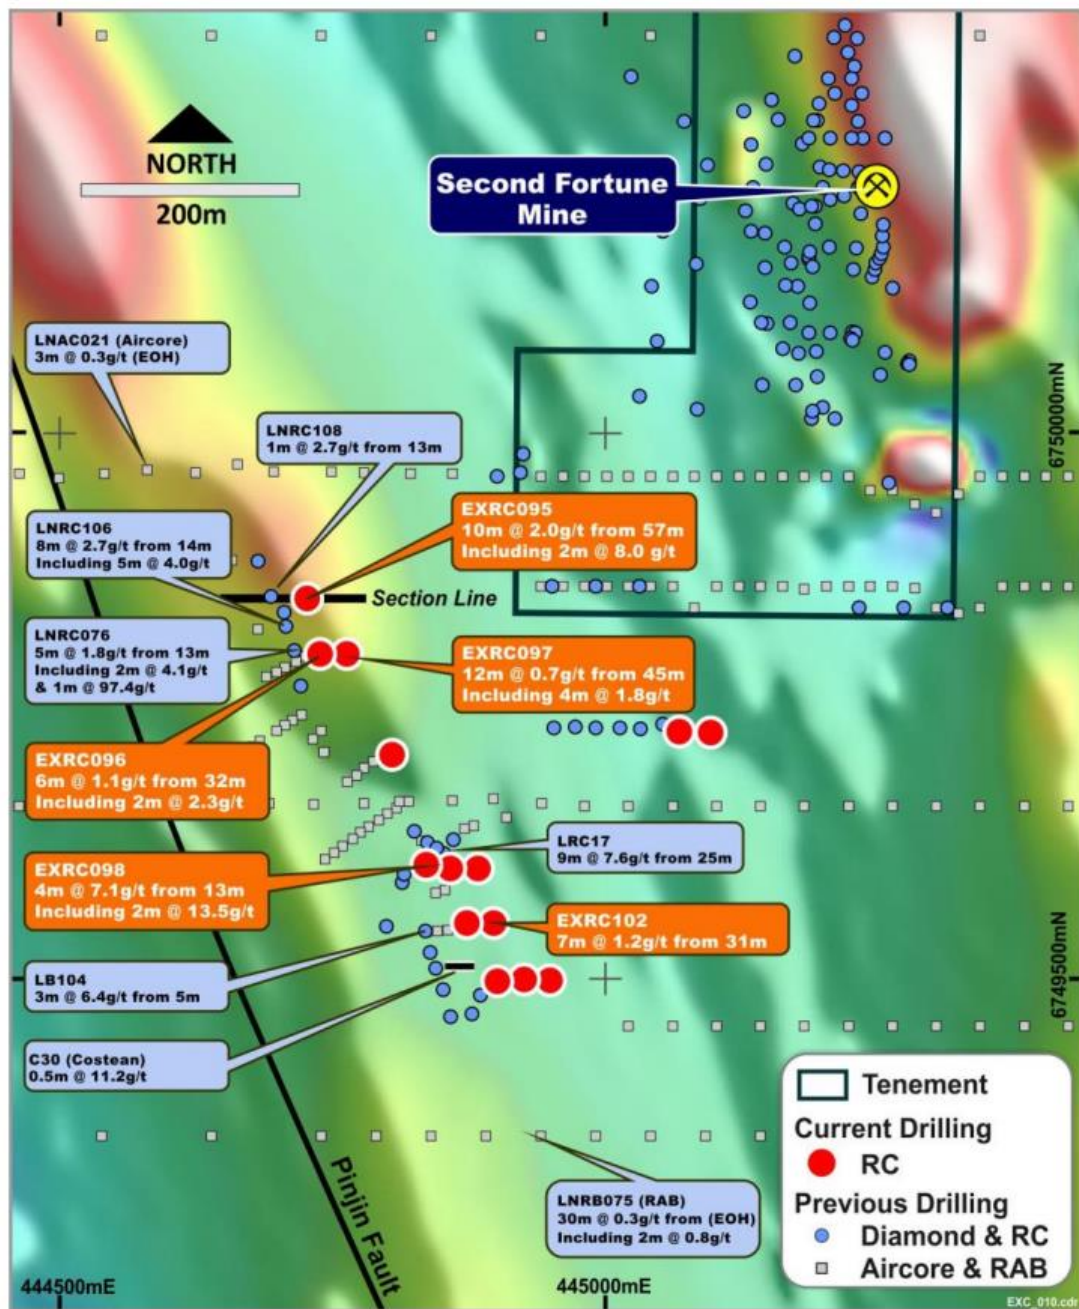 NORTH
200m
Second Fortune
Mine
LNAC021 (Aircore)
3m @ 0.3g/t (EOH)
LNRC108
1m @ 2.7g/t from 13m
6750000mN
LNRC106
8m @ 2.7g/t from 14m
Including 5m @ 4.0g/t
EXRC095
10m @ 2.0g/t from 57m
Including 2m @ 8.0 g/t
Section Line
LNRC076
5m @ 1.8g/t from 13m
Including 2m @ 4.1g/t
& 1m @ 97.4g/t
EXRC097
12m @ 0.7g/t from 45m
Including 4m @ 1.8g/t
EXRC096
6m @ 1.1g/t from 32m
Including 2m @ 2.3g/t
LRC17
9m @ 7.6g/t from 25m
EXRC098
4m @ 7.1g/t from 13m
Including 2m @ 13.5g/t
EXRC102
7m @ 1.2g/t from 31m
LB104
3m @ 6.4g/t from 5m
6749500mN
C30 (Costean)
0.5m @ 11.2g/t
Pinjin Fault
LNRB075 (RAB)
30m @ 0.3g/t from (EOH)
Including 2m @ 0.8g/t
Tenement
Current Drilling
RC
Previous Drilling
Diamond & RC
Aircore & RAB
444500mE
445000mE
EXC_010.cdr